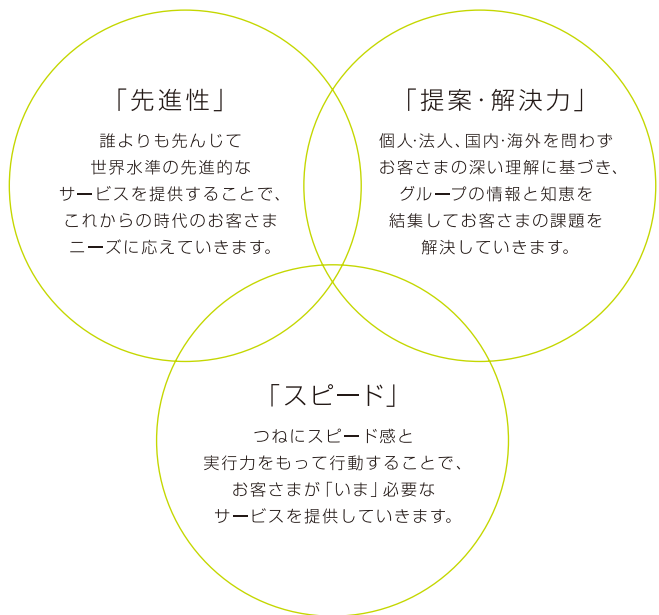 「先進性」
誰よりも先んじて
世界水準の先進的な
サービスを提供することで、
これからの時代のお客さま
ニーズに応えていきます。
「提案・解決力」
個人・法人、国内・海外を問わず
お客さまの深い理解に基づき、
グループの情報と知恵を
結集してお客さまの課題を
解決していきます。
「スピード」
つねにスピード感と
実行力をもって行動することで、
お客さまが「いま」必要な
サービスを提供していきます。